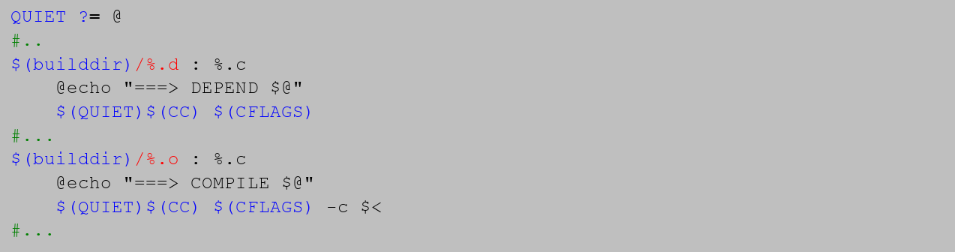 QUIET ?= @
#..
$(builddir)/%.d : %.c
    @echo "===> DEPEND $@"
    $(QUIET)$(CC) $(CFLAGS)
#...
$(builddir)/%.o : %.c
    @echo "===> COMPILE $@"
    $(QUIET)$(CC) $(CFLAGS) -c $<
#...